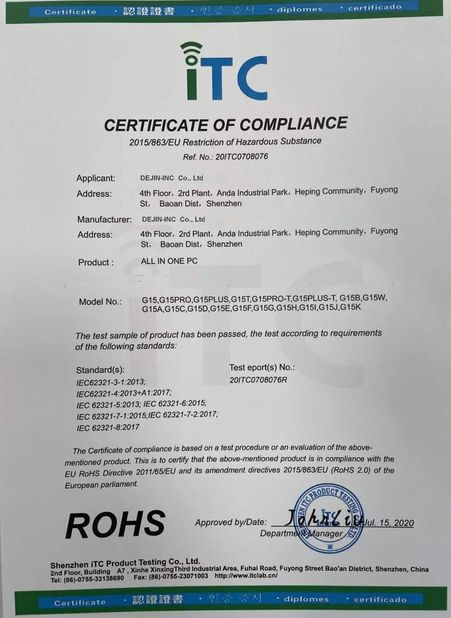 Certificate · 認證證書 · 인증증서 · diplomes · certificado
iTC
CERTIFICATE OF COMPLIANCE
2015/863/EU Restriction of Hazardous Substance
Ref. No.: 20ITC0708076
Applicant: DEJIN-INC Co., Ltd
Address: 4th Floor, 2rd Plant, Anda Industrial Park, Heping Community, Fuyong
St, Baoan Dist, Shenzhen
Manufacturer: DEJIN-INC Co., Ltd
Address: 4th Floor, 2rd Plant, Anda Industrial Park, Heping Community, Fuyong
St, Baoan Dist, Shenzhen
Product : ALL IN ONE PC
Model No.: G15,G15PRO,G15PLUS,G15T,G15PRO-T,G15PLUS-T, G15B,G15W,
G15A,G15C,G15D,G15E,G15F,G15G,G15H,G15I,G15J,G15K
The test sample of product has been passed, the test according to requirements
of the following standards:
Standard(s): Test eport(s) No.:
IEC62321-3-1:2013; 20ITC0708076R
IEC62321-4:2013+A1:2017;
IEC 62321-5:2013; IEC 62321-6:2015;
IEC 62321-7-1:2015;IEC 62321-7-2:2017;
IEC 62321-8:2017
The Certificate of compliance is based on a test procedure or an evaluation of the above-
mentioned product. This is to certify that the above-mentioned product is in compliance with the
EU RoHS Directive 2011/65/EU and its amendment directives 2015/863/EU (RoHS 2.0) of the
European parliament.
ROHS
Approved by/Date: Jul. 15, 2020
Department Manager
Shenzhen iTC Product Testing Co., Ltd.
2nd Floor, Building A7 , Xinhe XinxingThird Industrial Area, Fuhai Road, Fuyong Street Bao'an District, Shenzhen, China
Tel: (86)-0755-33138690 Fax: (86)-0755-23071003 http://www.itclab.cn/
Certificate · 認證證書 · 인증증서 · diplomes · certificado